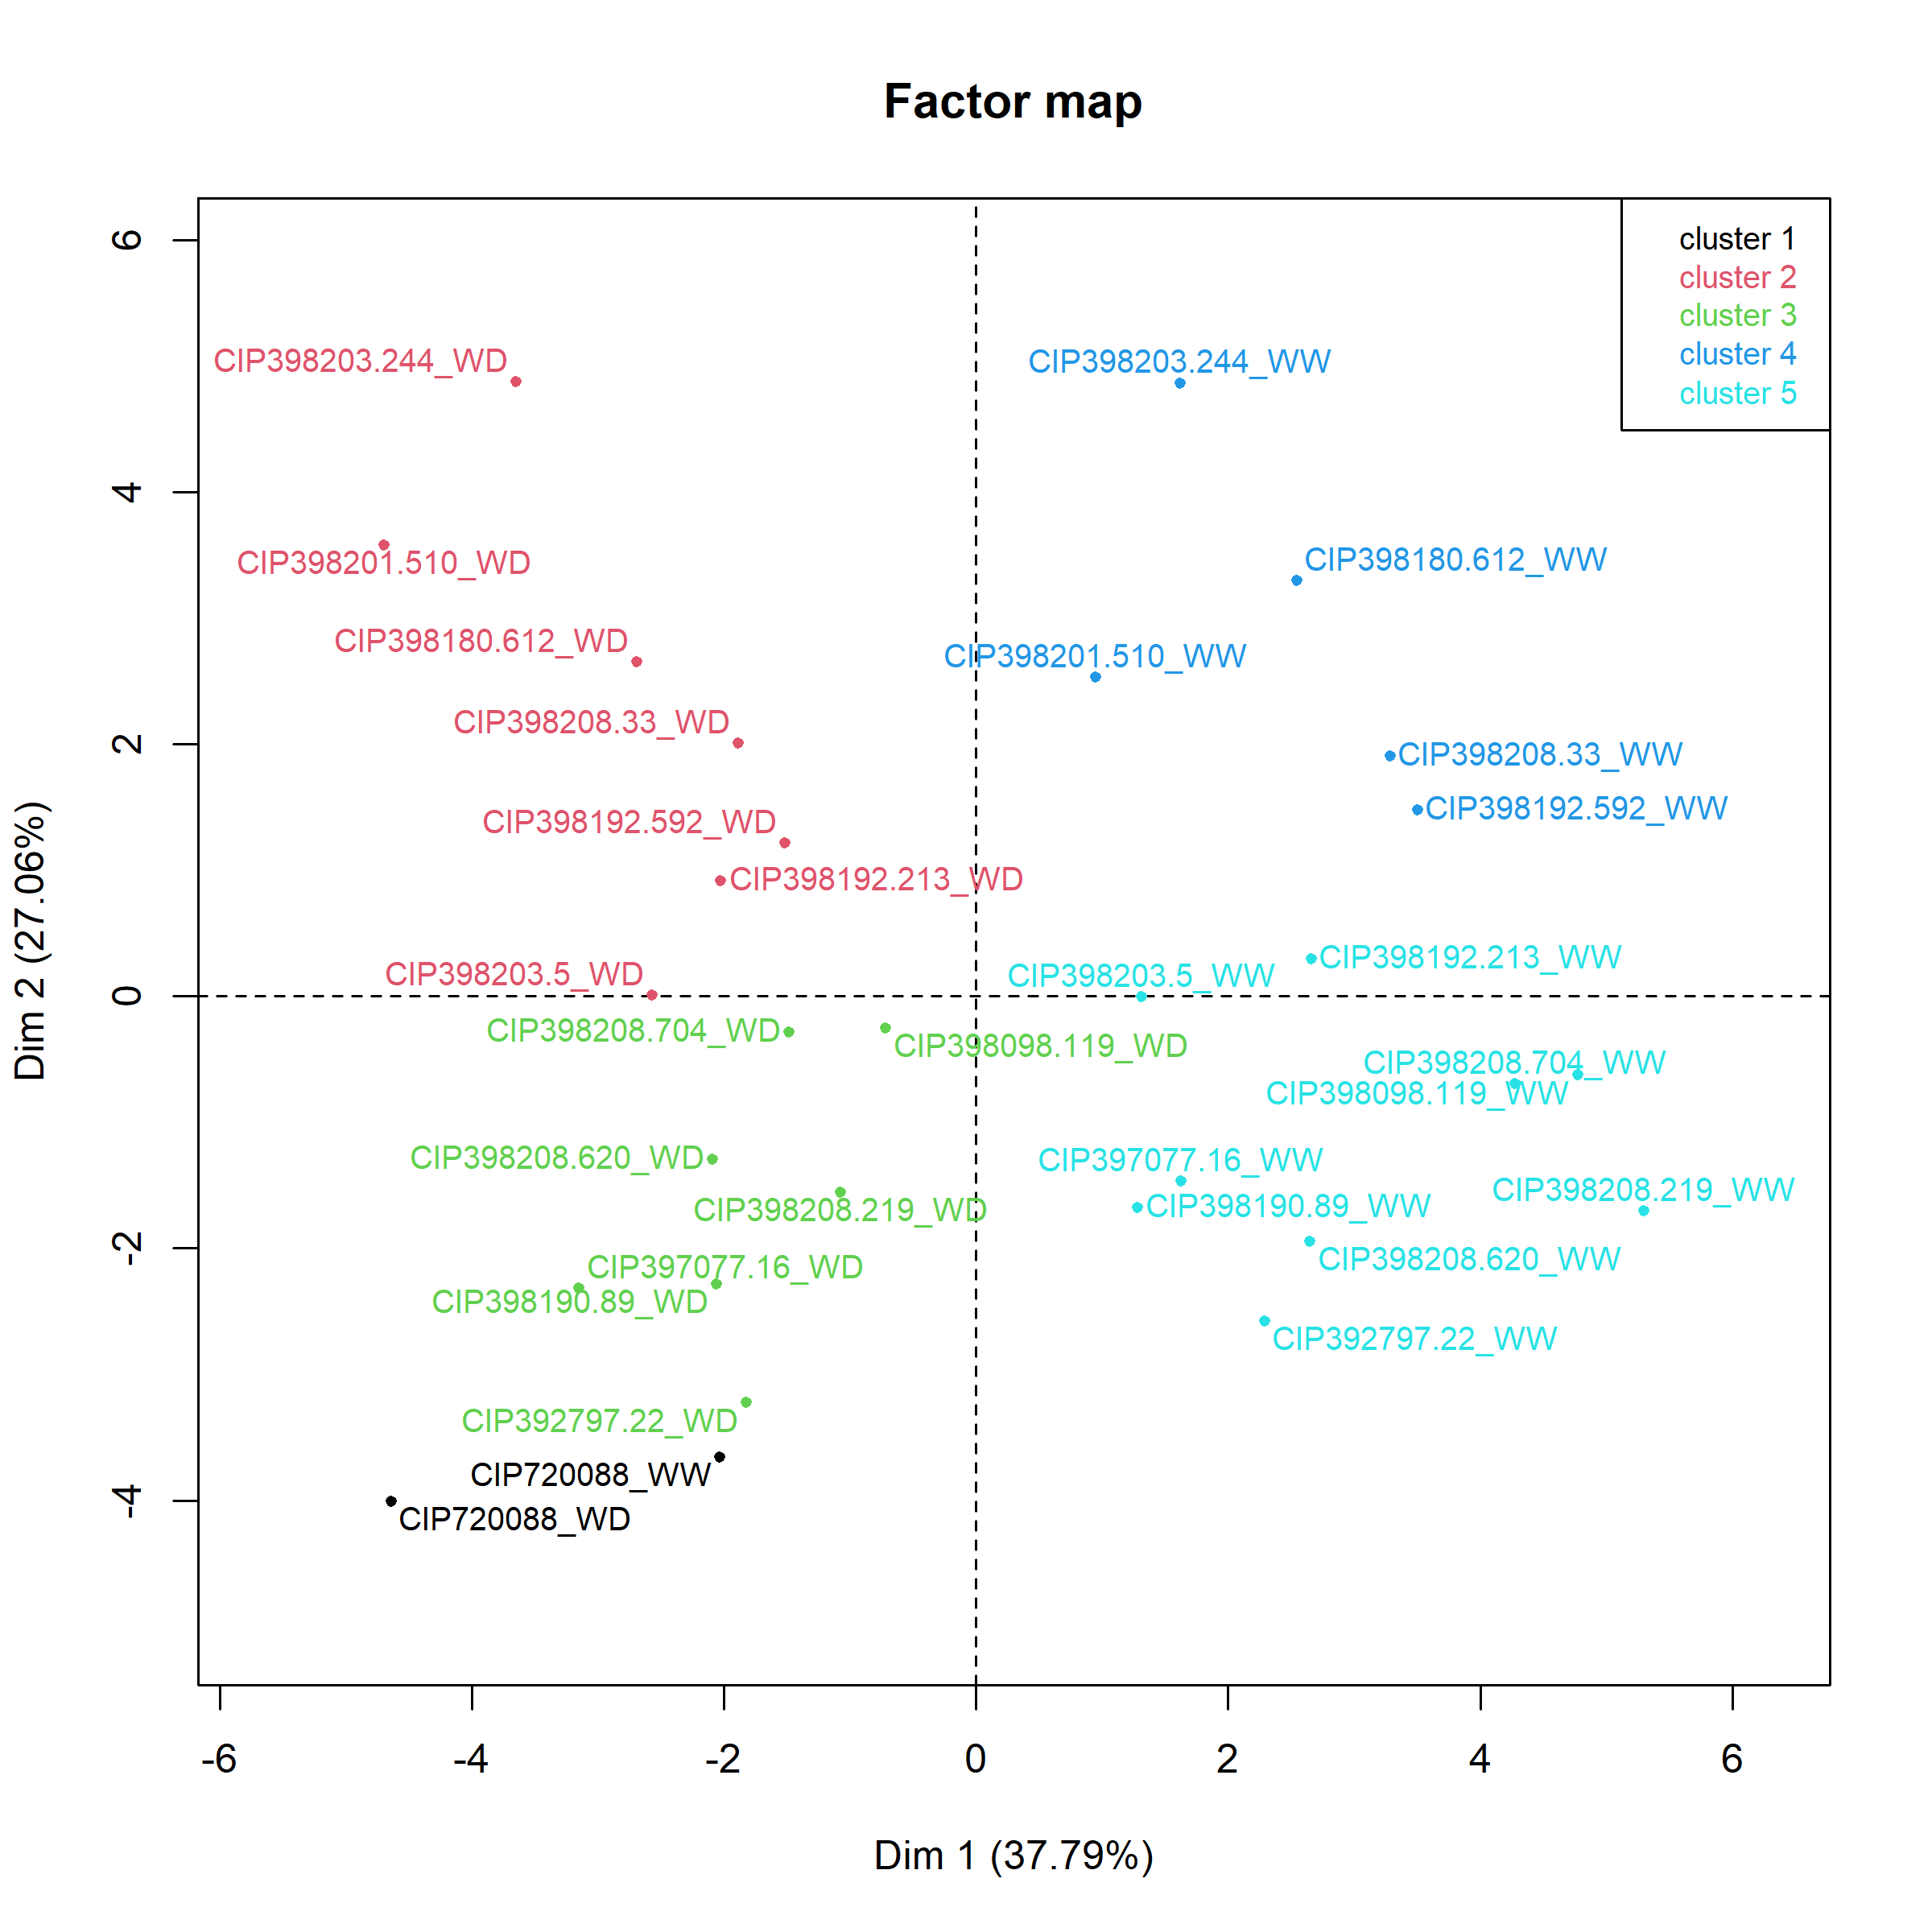 Factor map
cluster 1
cluster 2
cluster 3
cluster 4
cluster 5
6
4
2
0
-2
-4
Dim 2 (27.06%)
CIP398203.244_WD
CIP398203.244_WW
CIP398201.510_WD
CIP398180.612_WW
CIP398180.612_WD
CIP398201.510_WW
CIP398208.33_WD
CIP398208.33_WW
CIP398192.592_WW
CIP398192.592_WD
CIP398192.213_WD
CIP398192.213_WW
CIP398203.5_WD
CIP398203.5_WW
CIP398208.704_WD
CIP398098.119_WD
CIP398208.704_WW
CIP398098.119_WW
CIP398208.620_WD
CIP397077.16_WW
CIP398208.219_WW
CIP398190.89_WW
CIP398208.219_WD
CIP398208.620_WW
CIP397077.16_WD
CIP398190.89_WD
CIP392797.22_WW
CIP392797.22_WD
CIP720088_WW
CIP720088_WD
-6
-4
-2
0
2
4
6
Dim 1 (37.79%)